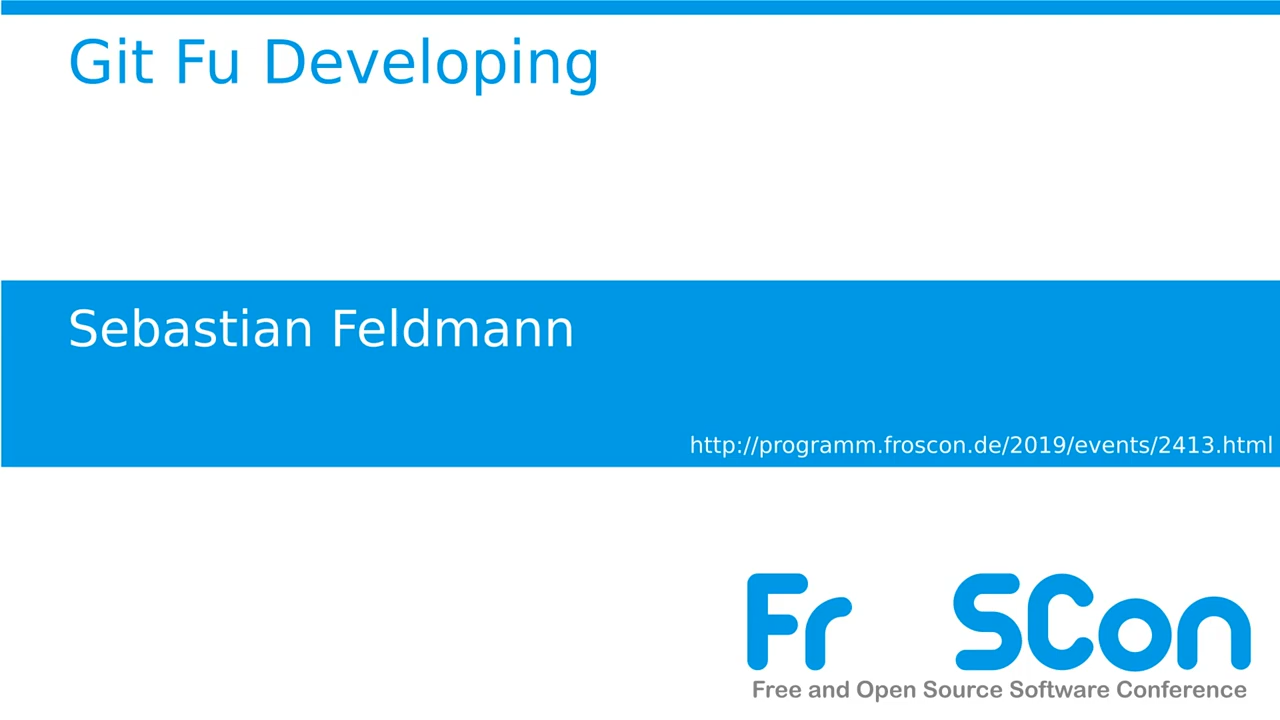 Git Fu Developing
Sebastian Feldmann
http://programm.froscon.de/2019/events/2413.html
Fr SCon
Free and Open Source Software Conference